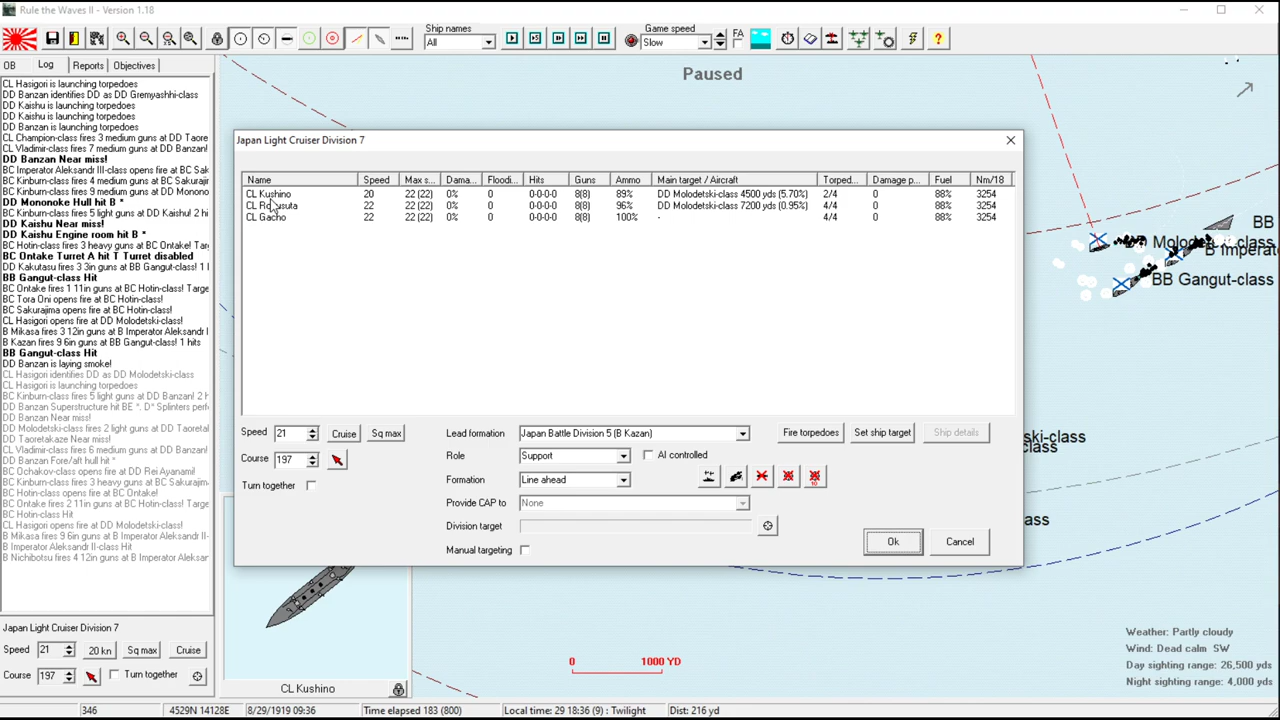 Rule the Waves II - Version 1.18
Ship names
All
Game speed
Slow
FA
OB Log Reports Objectives
Paused
CL Hasigori is launching torpedoes
DD Banzan identifies DD as DD Gremyashhi-class
DD Kaishu is launching torpedoes
DD Kaishu is launching torpedoes
DD Banzan is launching torpedoes
CL Champion-class fires 3 medium guns at DD Taore
CL Vladimir-class fires 7 medium guns at DD Banzan!
DD Banzan Near miss!
BC Imperator Aleksandr III-class opens fire at BC Sakurajima
BC Kinburn-class fires 4 medium guns at BC Sakurajim
BC Kinburn-class fires 9 medium guns at DD Monono
DD Mononoke Hull hit B *
BC Kinburn-class fires 5 light guns at DD Kaishu! 2 hi
DD Kaishu Near miss!
DD Kaishu Engine room hit B *
BC Hotin-class fires 3 heavy guns at BC Ontake! Targe
BC Ontake Turret A hit T Turret disabled
DD Kakutasu fires 3 3in guns at BB Gangut-class! 1 l
BB Gangut-class Hit
BC Ontake fires 1 11in guns at BC Hotin-class! Targe
BC Tora Oni opens fire at BC Hotin-class!
BC Sakurajima opens fire at BC Hotin-class!
CL Hasigori opens fire at DD Molodetski-class!
B Mikasa fires 3 12in guns at B Imperator Aleksandr I
B Kazan fires 9 6in guns at BB Gangut-class! 1 hits
BB Gangut-class Hit
DD Banzan is laying smoke!
CL Hasigori identifies DD as DD Molodetski-class
CL Hasigori is launching torpedoes
BC Kinburn-class fires 5 light guns at DD Banzan! 2 h
DD Banzan Superstructure hit BE *. D* Splinters perf
DD Banzan Near miss!
DD Molodetski-class fires 2 light guns at DD Taoretal
DD Taoretakaze Near miss!
CL Vladimir-class fires 6 medium guns at DD Banzan!
DD Banzan Fore/aft hull hit *
BC Ochakov-class opens fire at DD Rei Ayanami!
BC Kinburn-class fires 3 heavy guns at BC Sakurajima
BC Hotin-class opens fire at BC Ontake!
BC Ontake fires 2 11in guns at BC Hotin-class! Targe
BC Hotin-class Hit
CL Hasigori opens fire at DD Molodetski-class!
B Mikasa fires 9 6in guns at B Imperator Aleksandr II
B Imperator Aleksandr II-class Hit
B Nichibotsu fires 4 12in guns at B Imperator Aleksar
Japan Light Cruiser Division 7
Name Speed Max s... Dama... Floodi... Hits Guns Ammo Main target / Aircraft Torped... Damage p... Fuel Nm/18
CL Kushino 20 22 (22) 0% 0 0-0-0-0 8(8) 89% DD Molodetski-class 4500 yds (5.70%) 2/4 0 88% 3254
CL 22 22 (22) 0% 0 0-0-0-0 8(8) 96% DD Molodetski-class 7200 yds (0.95%) 4/4 0 88% 3254
CL Gacho 22 22 (22) 0% 0 0-0-0-0 8(8) 100% - 4/4 0 88% 3254
Speed 21 Cruise Sq max
Course 197
Turn together
Lead formation Japan Battle Division 5 (B Kazan)
Role Support AI controlled
Formation Line ahead
Provide CAP to None
Division target
Manual targeting
Fire torpedoes Set ship target Ship details
Ok Cancel
BB
DD Molodetski-class
B Imperat
BB Gangut-class
ski-class
class
ass
Japan Light Cruiser Division 7
Speed 21 20 kn Sq max Cruise
Course 197 Turn together
CL Kushino
0 1000 YD
Weather: Partly cloudy
Wind: Dead calm SW
Day sighting range: 26,500 yds
Night sighting range: 4,000 yds
346 4529N 14128E 8/29/1919 09:36 Time elapsed 183 (800) Local time: 29 18:36 (9) : Twilight Dist: 216 yd